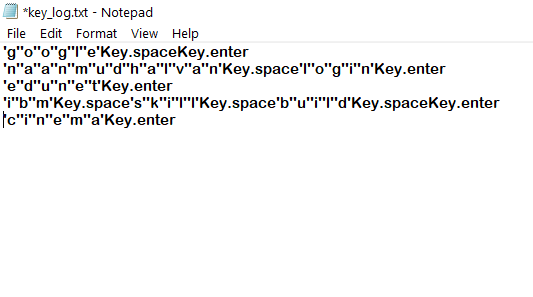 *key_log.txt - Notepad
File Edit Format View Help
'g''o''o''g''l''e'Key.spaceKey.enter
'n''a''a''n''m''u''d''h''a''l''v''a''n'Key.space'l''o''g''i''n'Key.enter
'e''d''u''n''e''t'Key.enter
'i''b''m'Key.space's''k''i''l''l'Key.space'b''u''i''l''d'Key.spaceKey.enter
'c''i''n''e''m''a'Key.enter